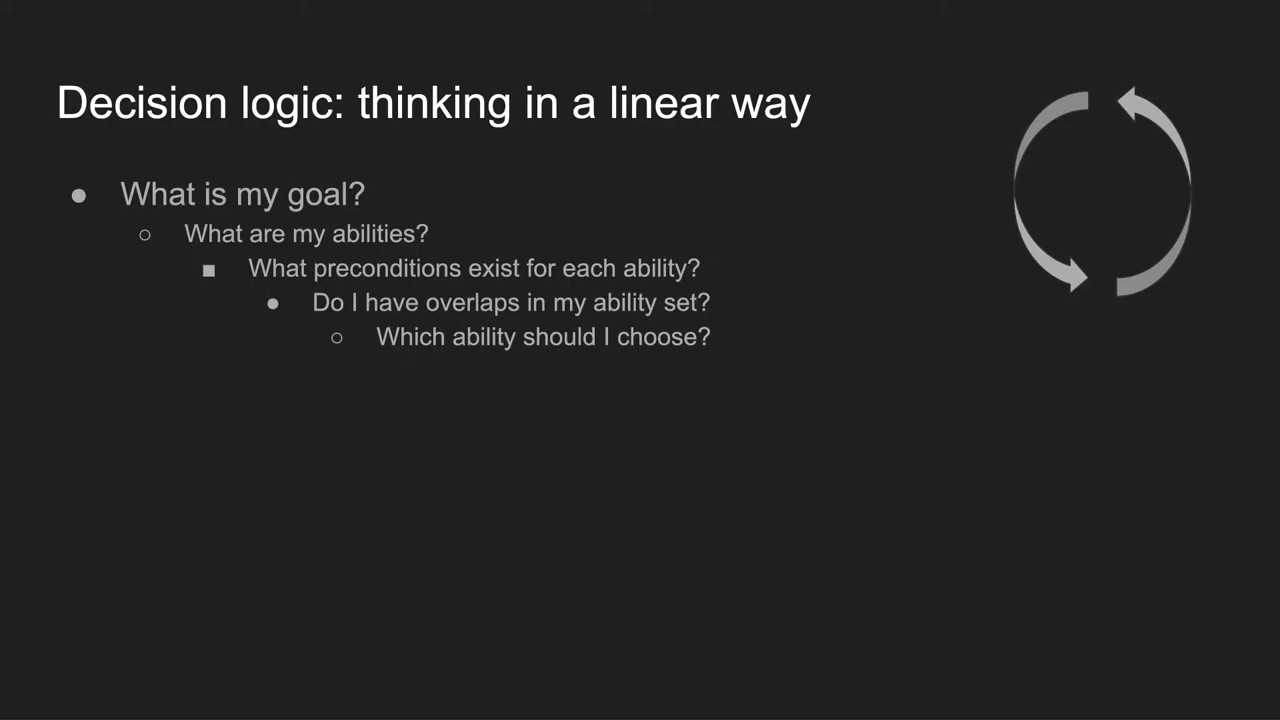 Decision logic: thinking in a linear way
● What is my goal?
○ What are my abilities?
■ What preconditions exist for each ability?
● Do I have overlaps in my ability set?
○ Which ability should I choose?